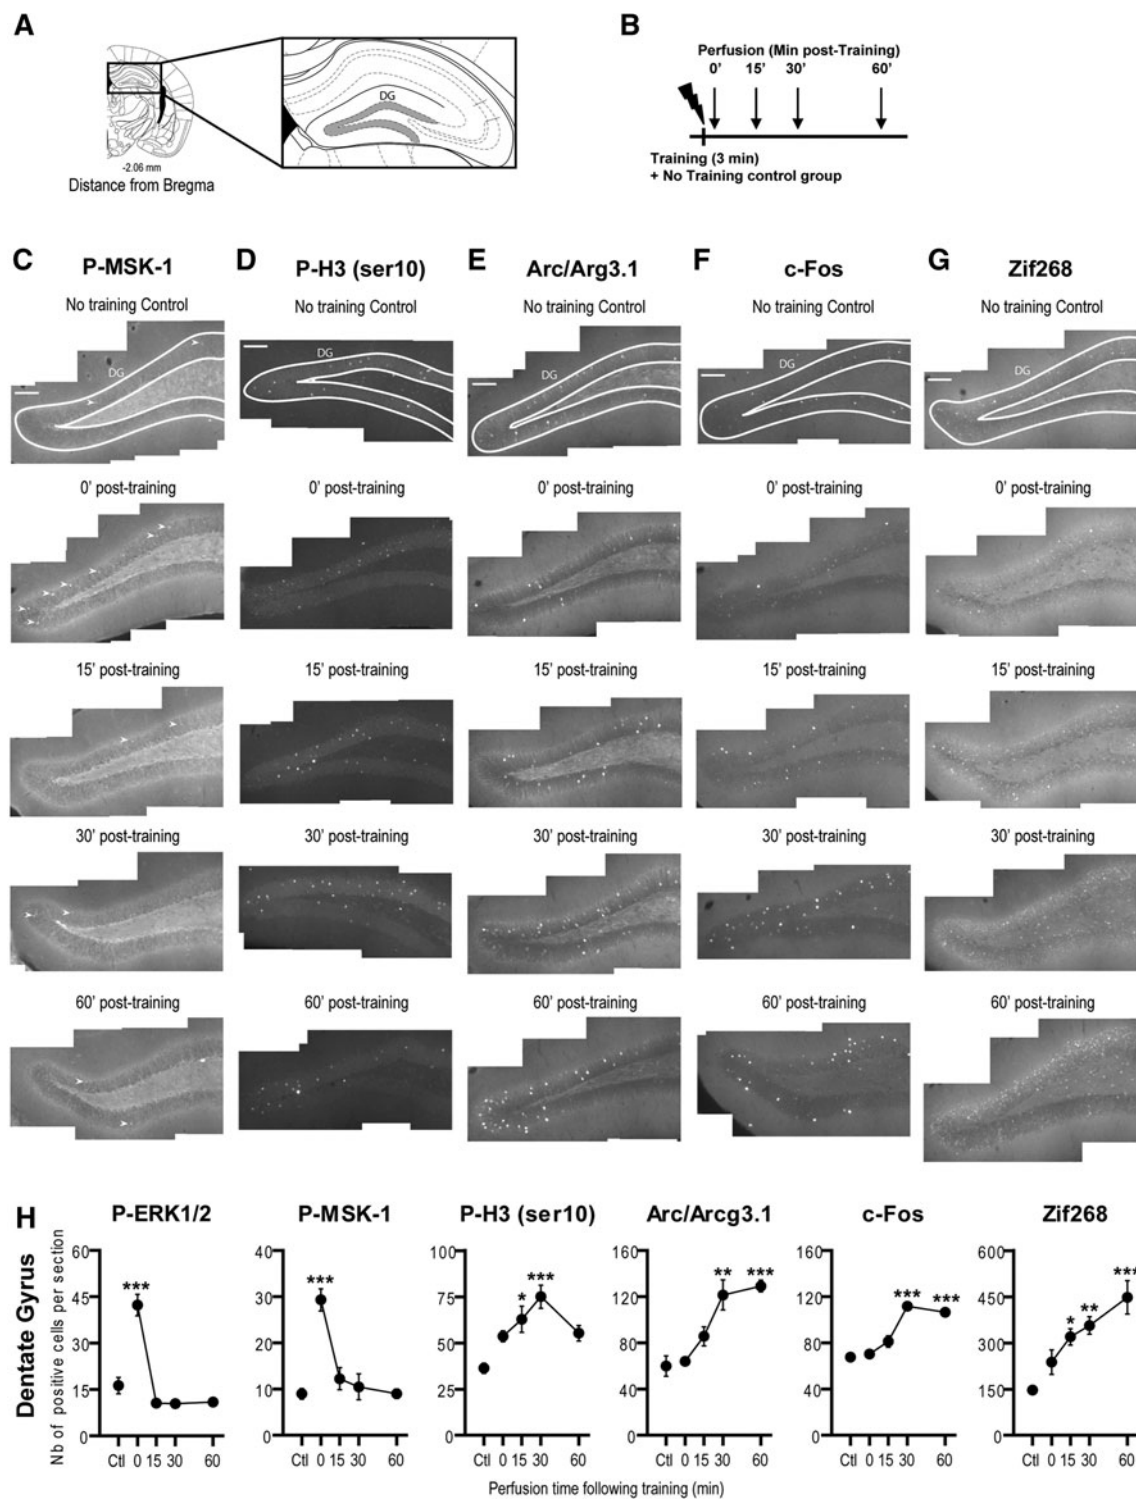 A
DG
-2.06 mm
Distance from Bregma
B
Perfusion (Min post-Training)
0' 15' 30' 60'
Training (3 min)
+ No Training control group
C P-MSK-1 D P-H3 (ser10) E Arc/Arg3.1 F c-Fos G Zif268
No training Control No training Control No training Control No training Control No training Control
DG DG DG DG DG
0' post-training 0' post-training 0' post-training 0' post-training 0' post-training
15' post-training 15' post-training 15' post-training 15' post-training 15' post-training
30' post-training 30' post-training 30' post-training 30' post-training 30' post-training
60' post-training 60' post-training 60' post-training 60' post-training 60' post-training
H P-ERK1/2 P-MSK-1 P-H3 (ser10) Arc/Arcg3.1 c-Fos Zif268
Dentate Gyrus
Nb of positive cells per section
60
45
30
15
0
***
Ctl 0 15 30 60
40
30
20
10
0
***
Ctl 0 15 30 60
100
75
50
25
0
* ***
Ctl 0 15 30 60
160
120
80
40
0
** ***
Ctl 0 15 30 60
160
120
80
40
0
*** ***
Ctl 0 15 30 60
600
450
300
150
0
* ** ***
Ctl 0 15 30 60
Perfusion time following training (min)